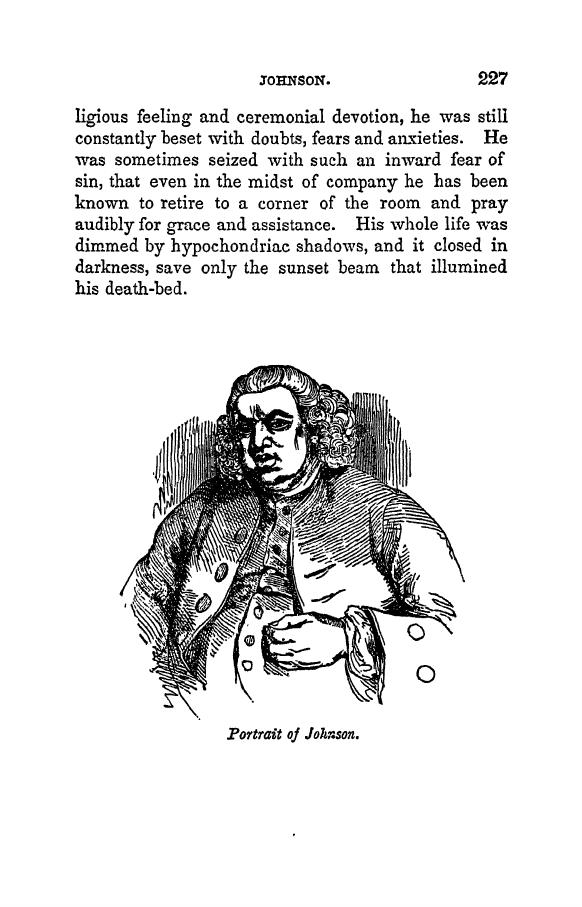 JOHNSON. 227
ligious feeling and ceremonial devotion, he was still
constantly beset with doubts, fears and anxieties. He
was sometimes seized with such an inward fear of
sin, that even in the midst of company he has been
known to retire to a corner of the room and pray
audibly for grace and assistance. His whole life was
dimmed by hypochondriac shadows, and it closed in
darkness, save only the sunset beam that illumined
his death-bed.
Portrait of Johnson.